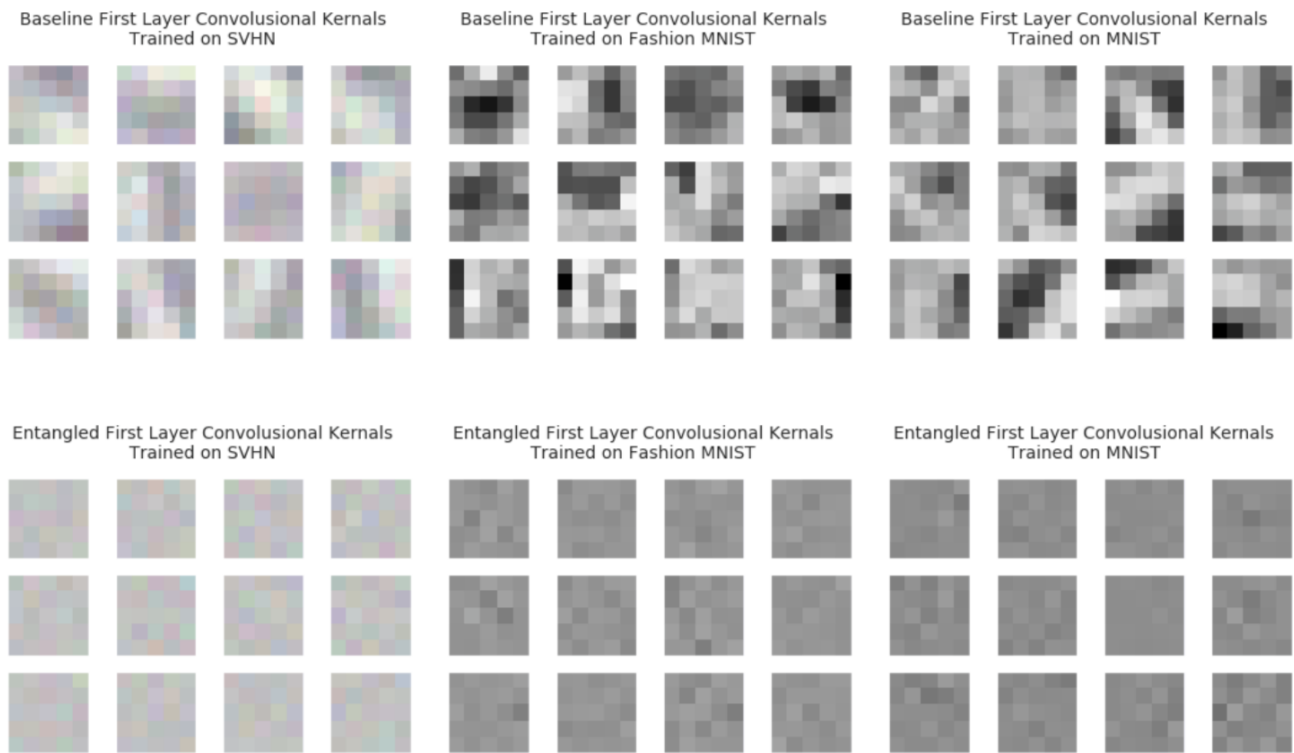 Baseline First Layer Convolusional Kernals
Trained on SVHN
Baseline First Layer Convolusional Kernals
Trained on Fashion MNIST
Baseline First Layer Convolusional Kernals
Trained on MNIST
Entangled First Layer Convolusional Kernals
Trained on SVHN
Entangled First Layer Convolusional Kernals
Trained on Fashion MNIST
Entangled First Layer Convolusional Kernals
Trained on MNIST